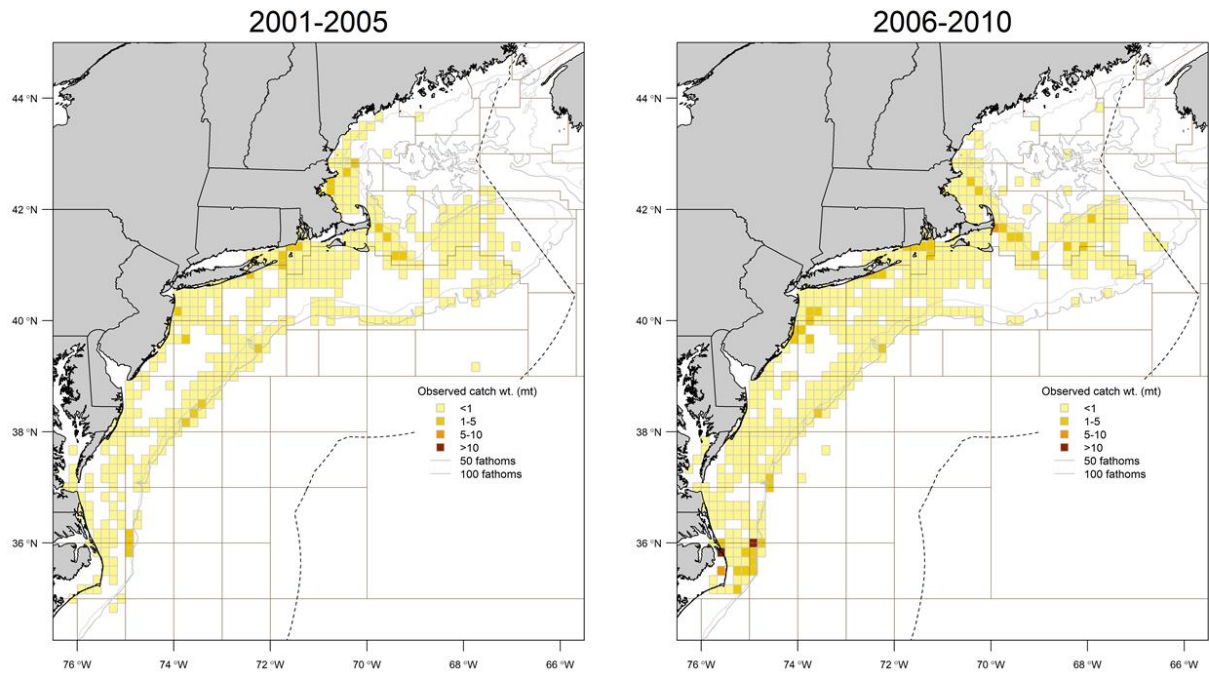 2001-2005
44 °N
42 °N
40 °N
38 °N
36 °N
Observed catch wt. (mt)
<1
1-5
5-10
>10
50 fathoms
100 fathoms
76 °W
74 °W
72 °W
70 °W
68 °W
66 °W
2006-2010
44 °N
42 °N
40 °N
38 °N
36 °N
Observed catch wt. (mt)
<1
1-5
5-10
>10
50 fathoms
100 fathoms
76 °W
74 °W
72 °W
70 °W
68 °W
66 °W